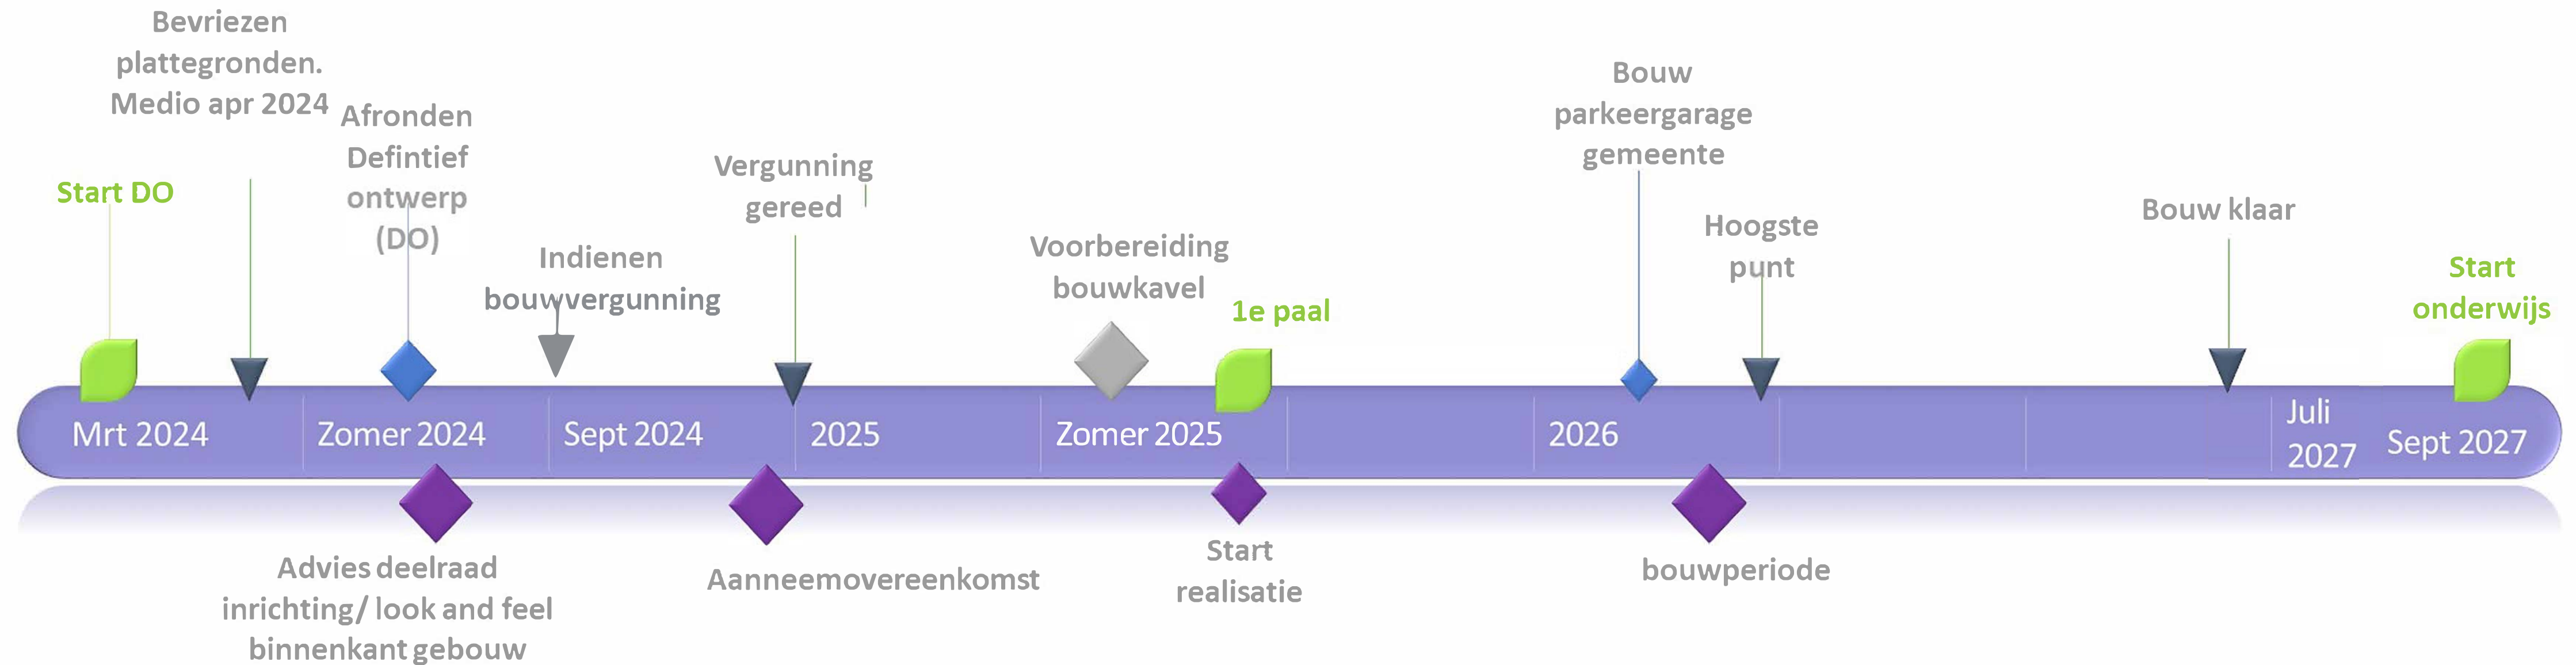 Bevriezen
plattegronden.
Medio apr 2024
Start DO
Afronden
Defintief
ontwerp
(DO)
Indienen
bouwvergunning
Vergunning
gereed
Voorbereiding
bouwkavel
1e paal
Bouw
parkeergarage
gemeente
Hoogste
punt
Bouw klaar
Start
onderwijs
Mrt 2024
Zomer 2024
Sept 2024
2025
Zomer 2025
2026
Juli
2027
Sept 2027
Advies deelraad
inrichting/ look and feel
binnenkant gebouw
Aanneemovereenkomst
Start
realisatie
bouwperiode